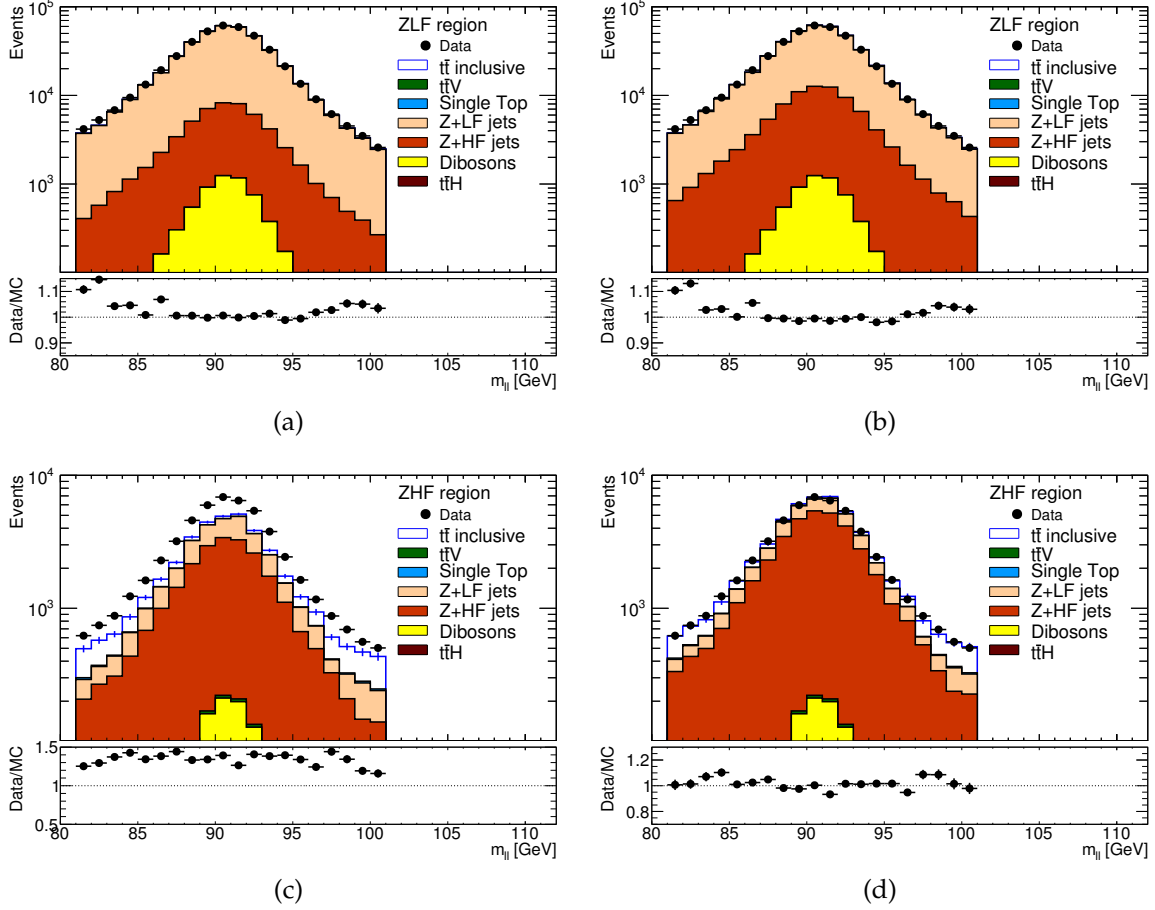 Events
10^5
10^4
10^3
ZLF region
Data
tt̄ inclusive
tt̄V
Single Top
Z+LF jets
Z+HF jets
Dibosons
tt̄H
Data/MC
1.1
1
0.9
80 85 90 95 100 105 110
m_ll [GeV]
(a)
Events
10^5
10^4
10^3
ZLF region
Data
tt̄ inclusive
tt̄V
Single Top
Z+LF jets
Z+HF jets
Dibosons
tt̄H
Data/MC
1.1
1
0.9
80 85 90 95 100 105 110
m_ll [GeV]
(b)
Events
10^4
10^3
ZHF region
Data
tt̄ inclusive
tt̄V
Single Top
Z+LF jets
Z+HF jets
Dibosons
tt̄H
Data/MC
1.5
1
0.5
80 85 90 95 100 105 110
m_ll [GeV]
(c)
Events
10^4
10^3
ZHF region
Data
tt̄ inclusive
tt̄V
Single Top
Z+LF jets
Z+HF jets
Dibosons
tt̄H
Data/MC
1.2
1
0.8
80 85 90 95 100 105 110
m_ll [GeV]
(d)